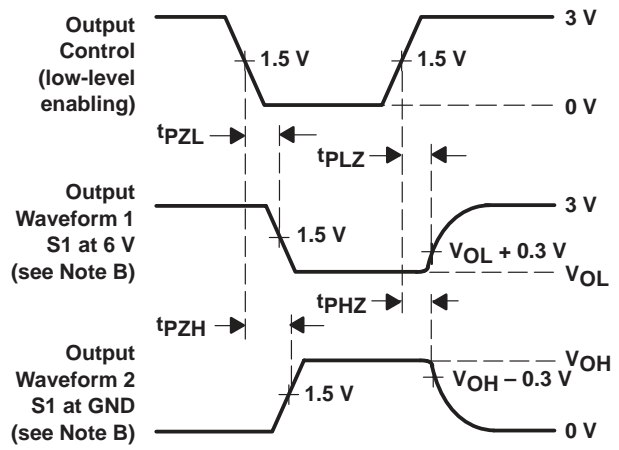 Output
Control
(low-level
enabling)
1.5 V
1.5 V
3 V
0 V
tPZL
tPLZ
Output
Waveform 1
S1 at 6 V
(see Note B)
1.5 V
3 V
VOL + 0.3 V
VOL
tPHZ
tPZH
Output
Waveform 2
S1 at GND
(see Note B)
1.5 V
VOH
VOH – 0.3 V
0 V